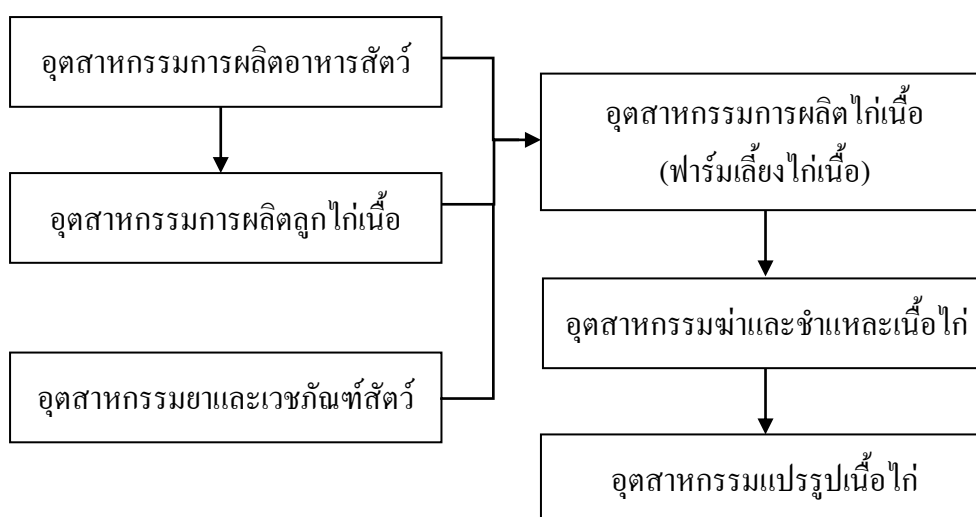 อุตสาหกรรมการผลิตอาหารสัตว์
อุตสาหกรรมการผลิตลูกไก่เนื้อ
อุตสาหกรรมยาและเวชภัณฑ์สัตว์
อุตสาหกรรมการผลิตไก่เนื้อ
(ฟาร์มเลี้ยงไก่เนื้อ)
อุตสาหกรรมฆ่าและชำแหละเนื้อไก่
อุตสาหกรรมแปรรูปเนื้อไก่